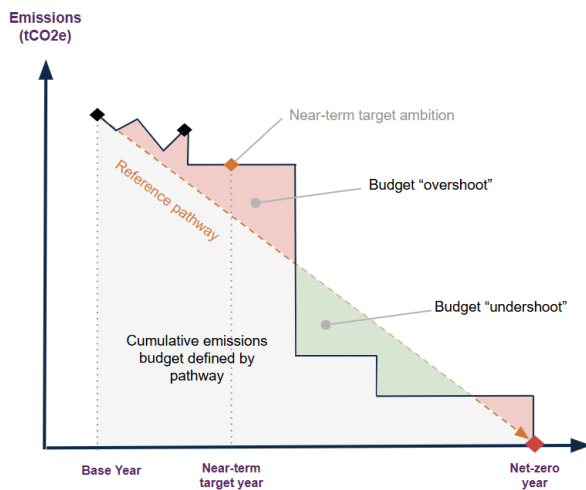 Emissions
(tCO2e)
Near-term target ambition
Budget “overshoot”
Reference pathway
Budget “undershoot”
Cumulative emissions
budget defined by
pathway
Base Year
Near-term
target year
Net-zero
year